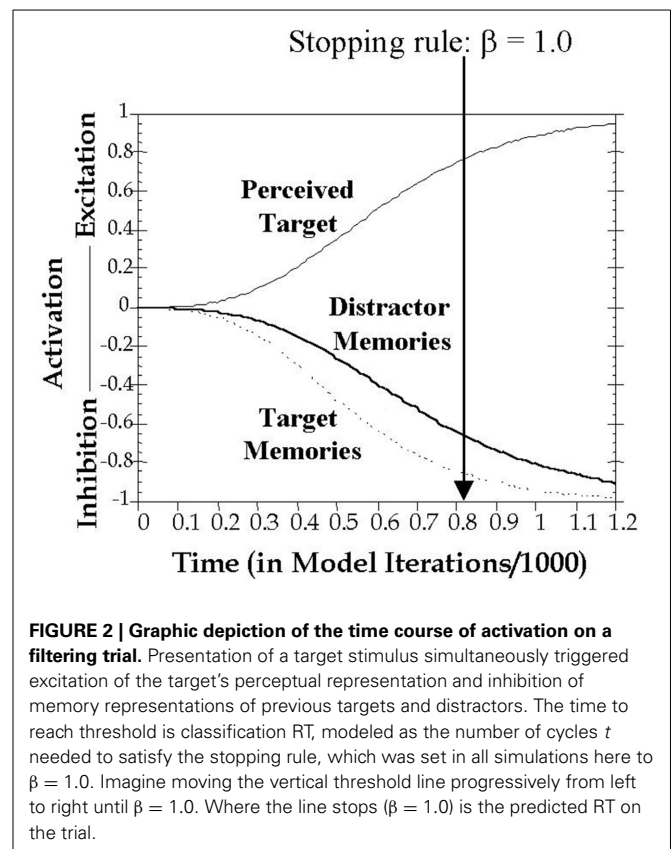 Stopping rule: β = 1.0
1
0.8
0.6
0.4
0.2
0
-0.2
-0.4
-0.6
-0.8
-1
Activation
Inhibition
Excitation
Perceived
Target
Distractor
Memories
Target
Memories
0 0.1 0.2 0.3 0.4 0.5 0.6 0.7 0.8 0.9 1 1.1 1.2
Time (in Model Iterations/1000)
FIGURE 2 | Graphic depiction of the time course of activation on a
filtering trial. Presentation of a target stimulus simultaneously triggered
excitation of the target's perceptual representation and inhibition of
memory representations of previous targets and distractors. The time to
reach threshold is classification RT, modeled as the number of cycles t
needed to satisfy the stopping rule, which was set in all simulations here to
β = 1.0. Imagine moving the vertical threshold line progressively from left
to right until β = 1.0. Where the line stops (β = 1.0) is the predicted RT on
the trial.